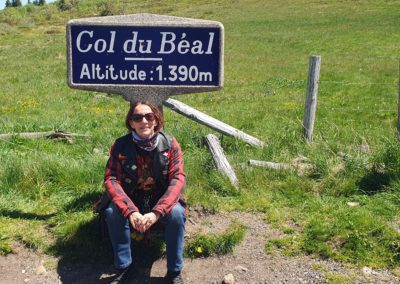 Col du Béal
Altitude : 1.390m